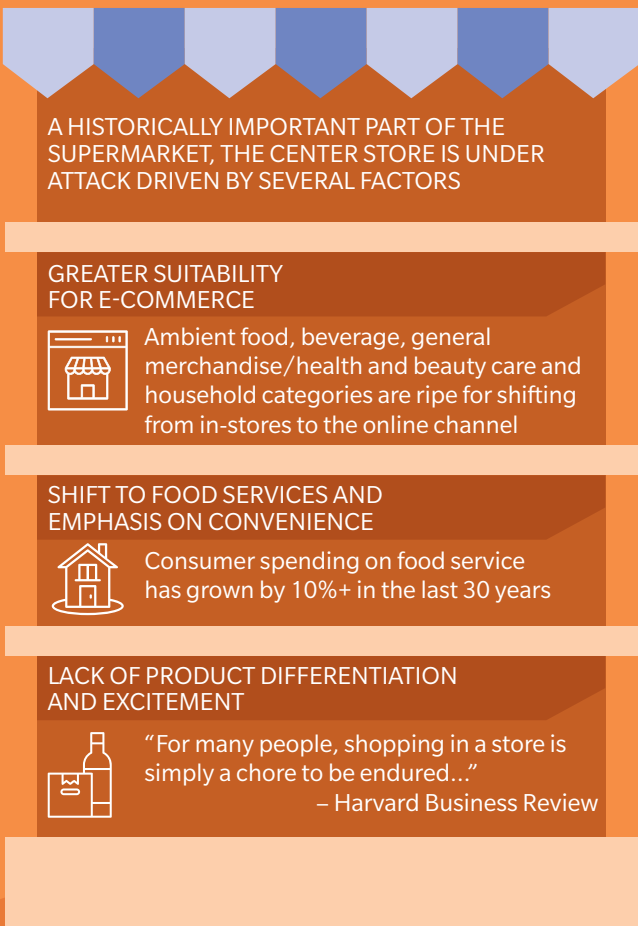 A HISTORICALLY IMPORTANT PART OF THE
SUPERMARKET, THE CENTER STORE IS UNDER
ATTACK DRIVEN BY SEVERAL FACTORS
GREATER SUITABILITY
FOR E-COMMERCE
Ambient food, beverage, general
merchandise/health and beauty care and
household categories are ripe for shifting
from in-stores to the online channel
SHIFT TO FOOD SERVICES AND
EMPHASIS ON CONVENIENCE
Consumer spending on food service
has grown by 10%+ in the last 30 years
LACK OF PRODUCT DIFFERENTIATION
AND EXCITEMENT
“For many people, shopping in a store is
simply a chore to be endured...”
– Harvard Business Review